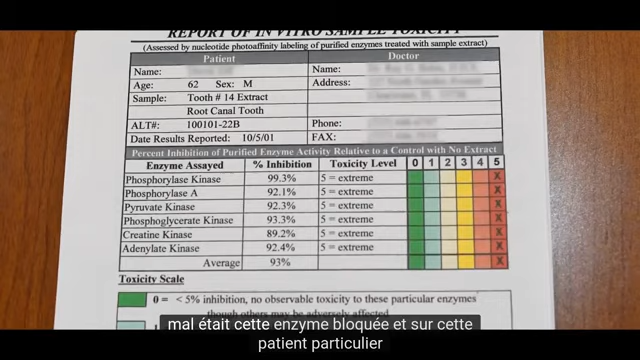 REPORT OF IN VITRO SAMPLE TOXICITY
(Assessed by nucleotide photoaffinity labeling of purified enzymes treated with sample extract)
Patient Doctor
Name: Name:
Age: 62 Sex: M Address:
Sample: Tooth # 14 Extract
Root Canal Tooth
ALT#: 100101-22B Phone:
Date Results Reported: 10/5/01 FAX:
Percent Inhibition of Purified Enzyme Activity Relative to a Control with No Extract
Enzyme Assayed % Inhibition Toxicity Level 0 1 2 3 4 5
Phosphorylase Kinase 99.3% 5 = extreme X
Phosphorylase A 92.1% 5 = extreme X
Pyruvate Kinase 92.3% 5 = extreme X
Phosphoglycerate Kinase 93.3% 5 = extreme X
Creatine Kinase 89.2% 5 = extreme X
Adenylate Kinase 92.4% 5 = extreme X
Average 93% X
Toxicity Scale
0 = < 5% inhibition, no observable toxicity to these particular enzymes
though others may be adversely affected.
mal était cette enzyme bloquée et sur cette
patient particulier